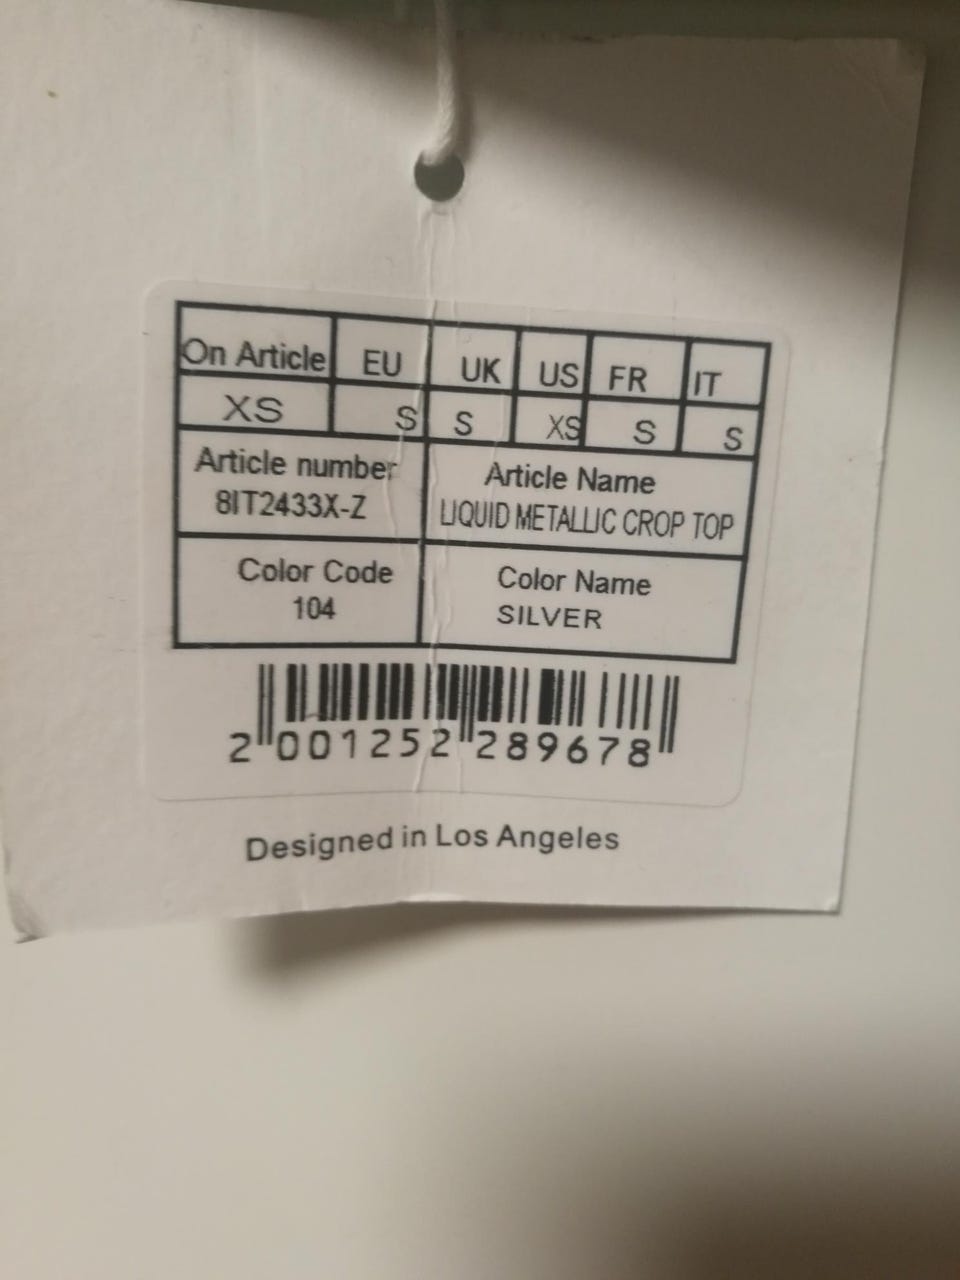 On Article EU UK US FR IT
XS S S XS S S
Article number Article Name
8IT2433X-Z LIQUID METALLIC CROP TOP
Color Code Color Name
104 SILVER
2 001252 289678
Designed in Los Angeles